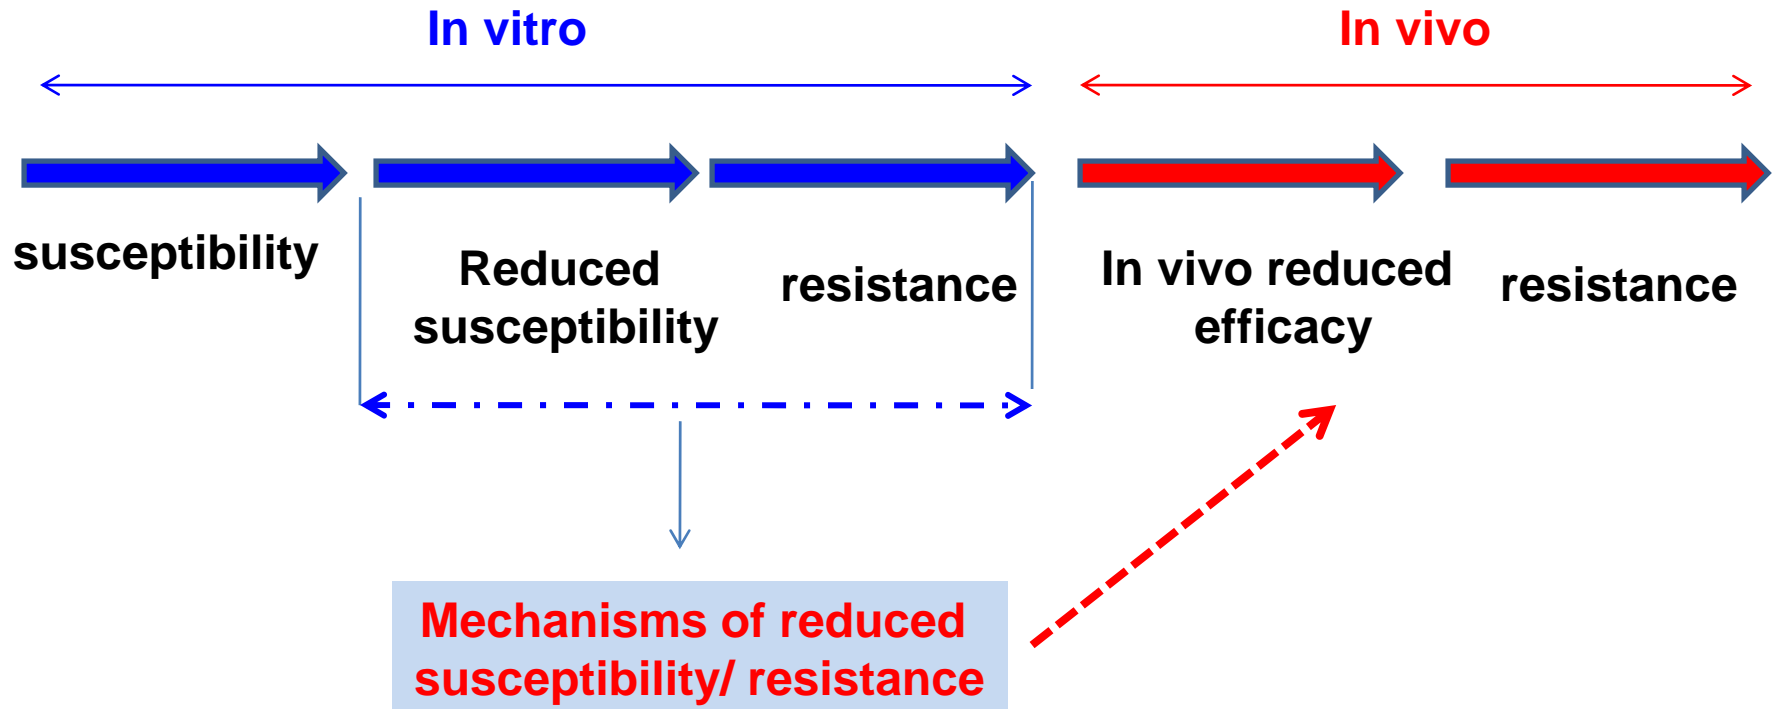 In vitro
In vivo
susceptibility
Reduced
susceptibility
resistance
In vivo reduced
efficacy
resistance
Mechanisms of reduced
susceptibility/ resistance